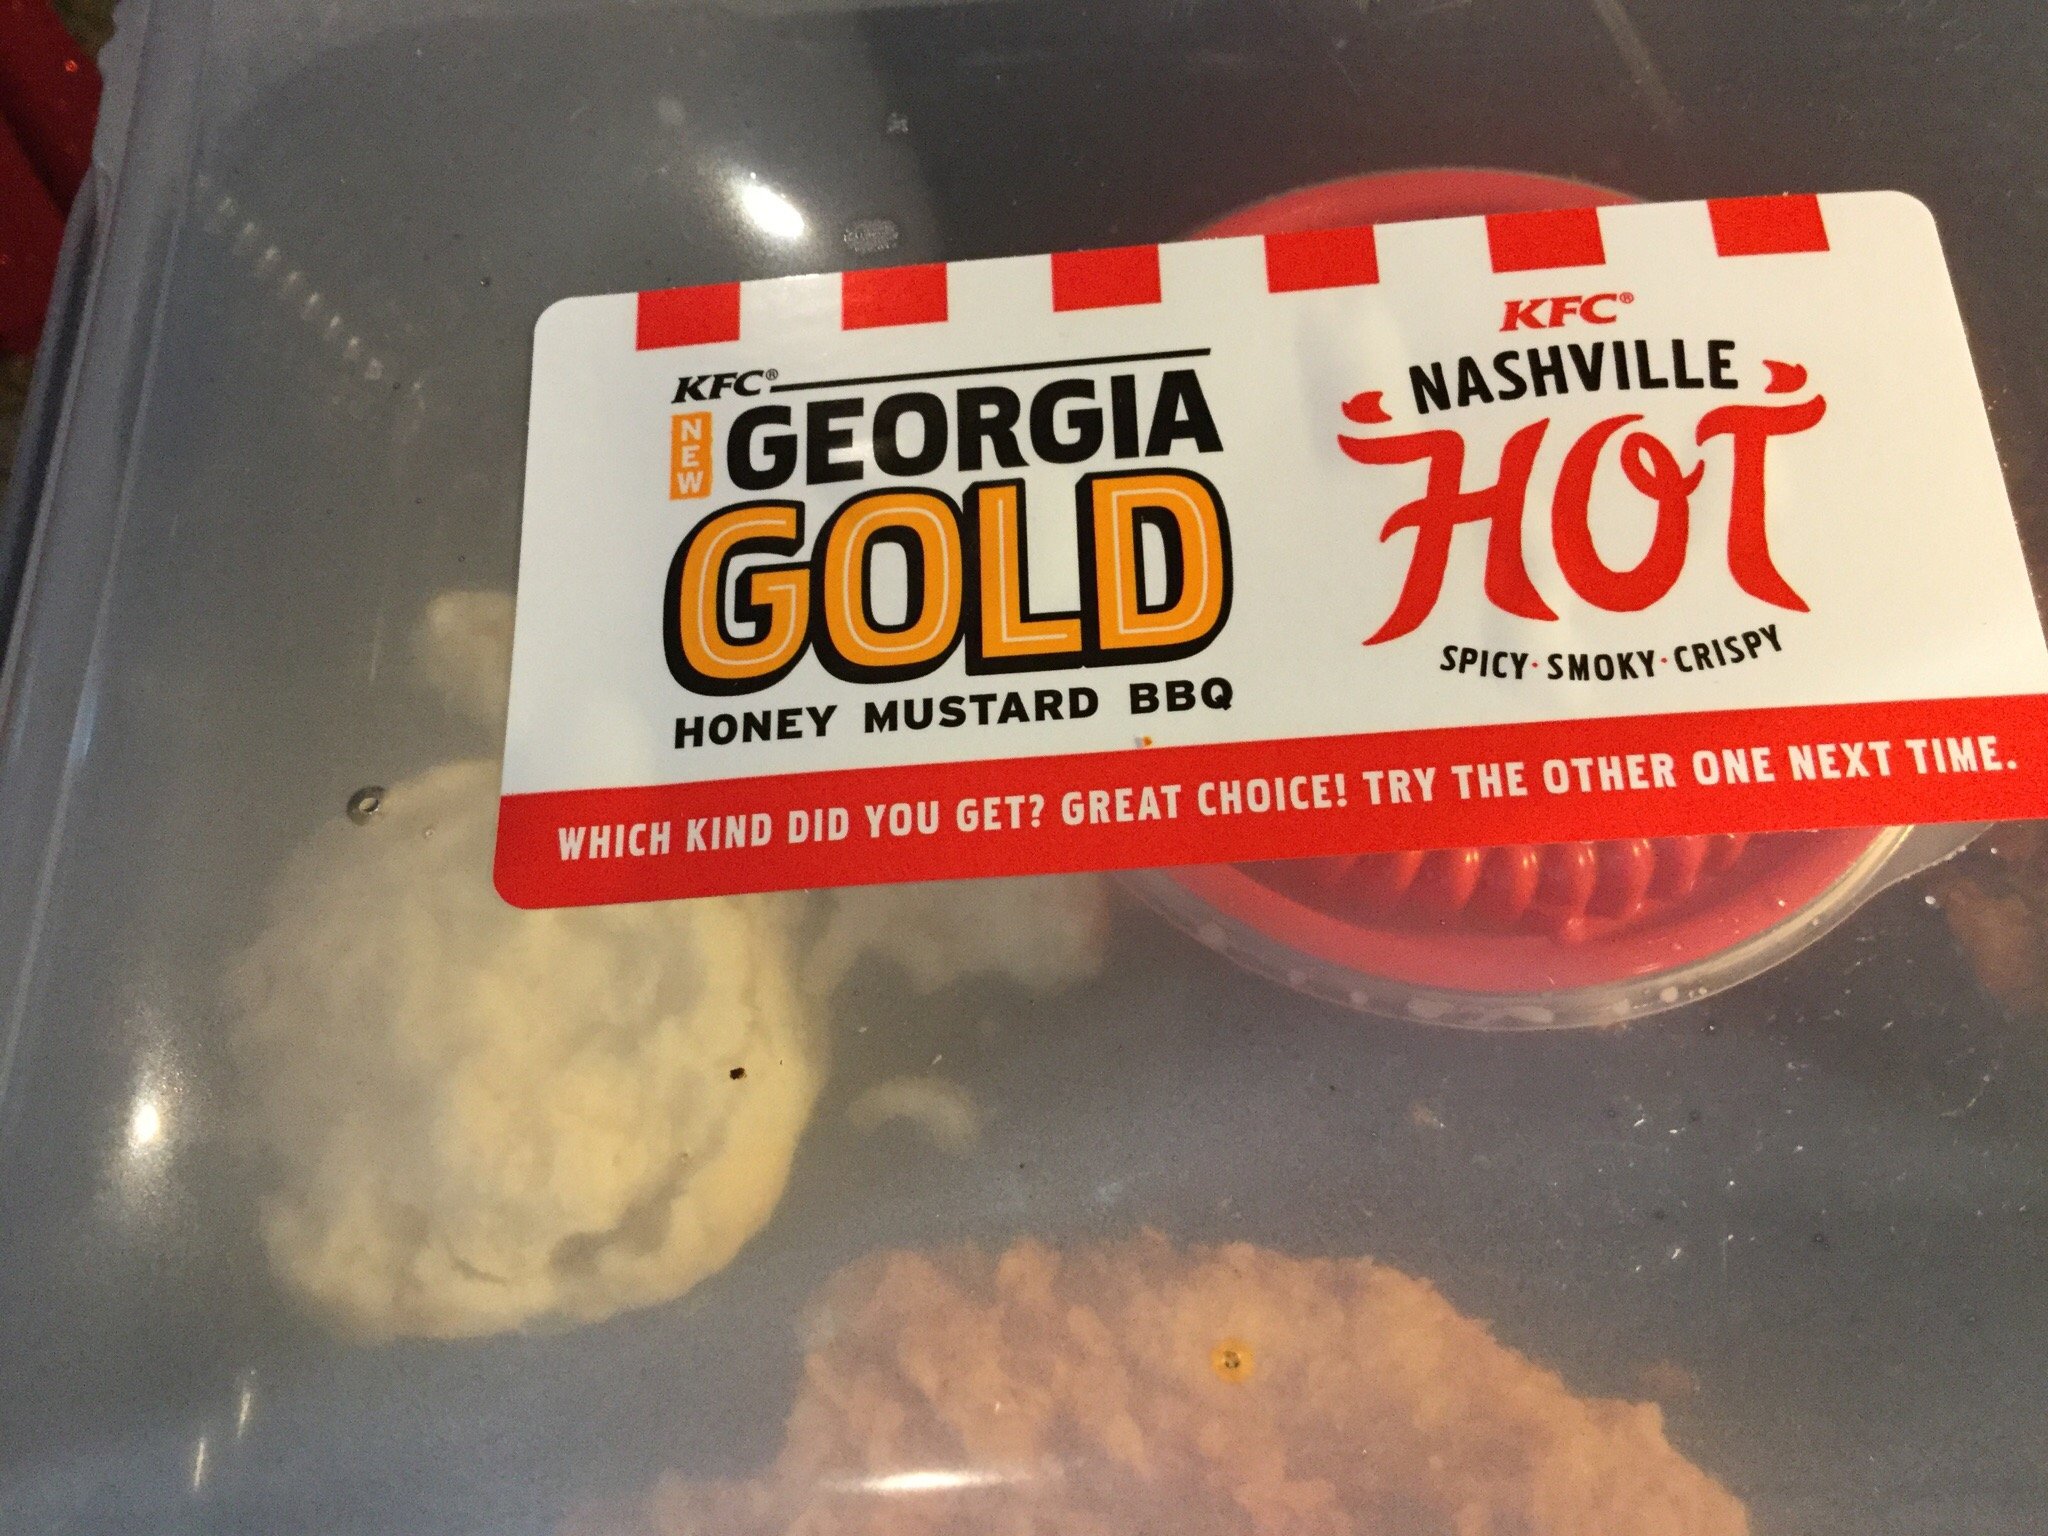 KFC®
NEW
GEORGIA
GOLD
HONEY MUSTARD BBQ
KFC®
NASHVILLE
HOT
SPICY · SMOKY · CRISPY
WHICH KIND DID YOU GET? GREAT CHOICE! TRY THE OTHER ONE NEXT TIME.